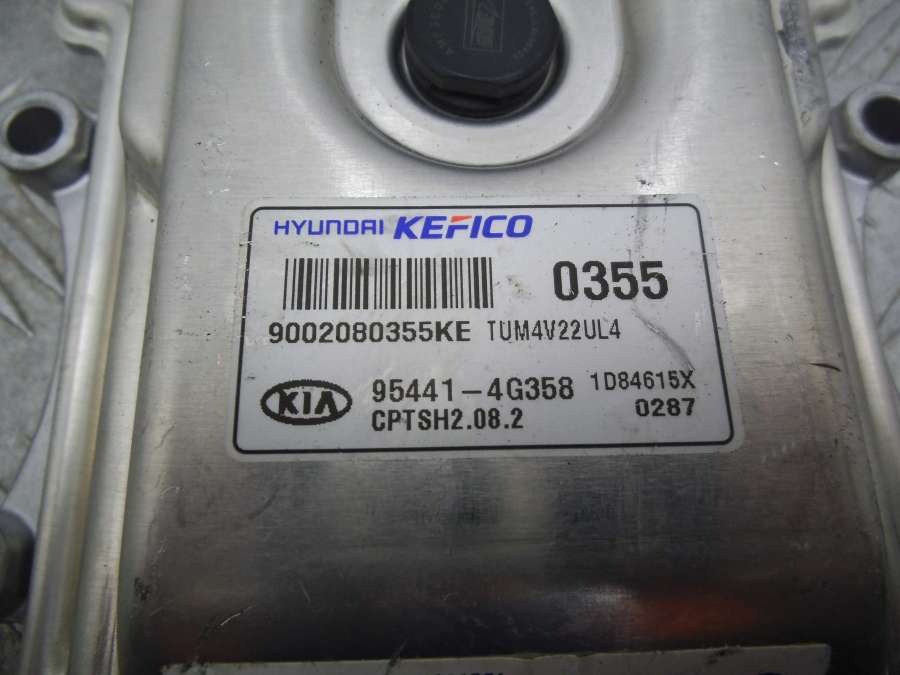 HYUNDAI KEFICO
0355
9002080355KE TUM4V22UL4
KIA 95441-4G358 1D84615X
CPTSH2.08.2 0287